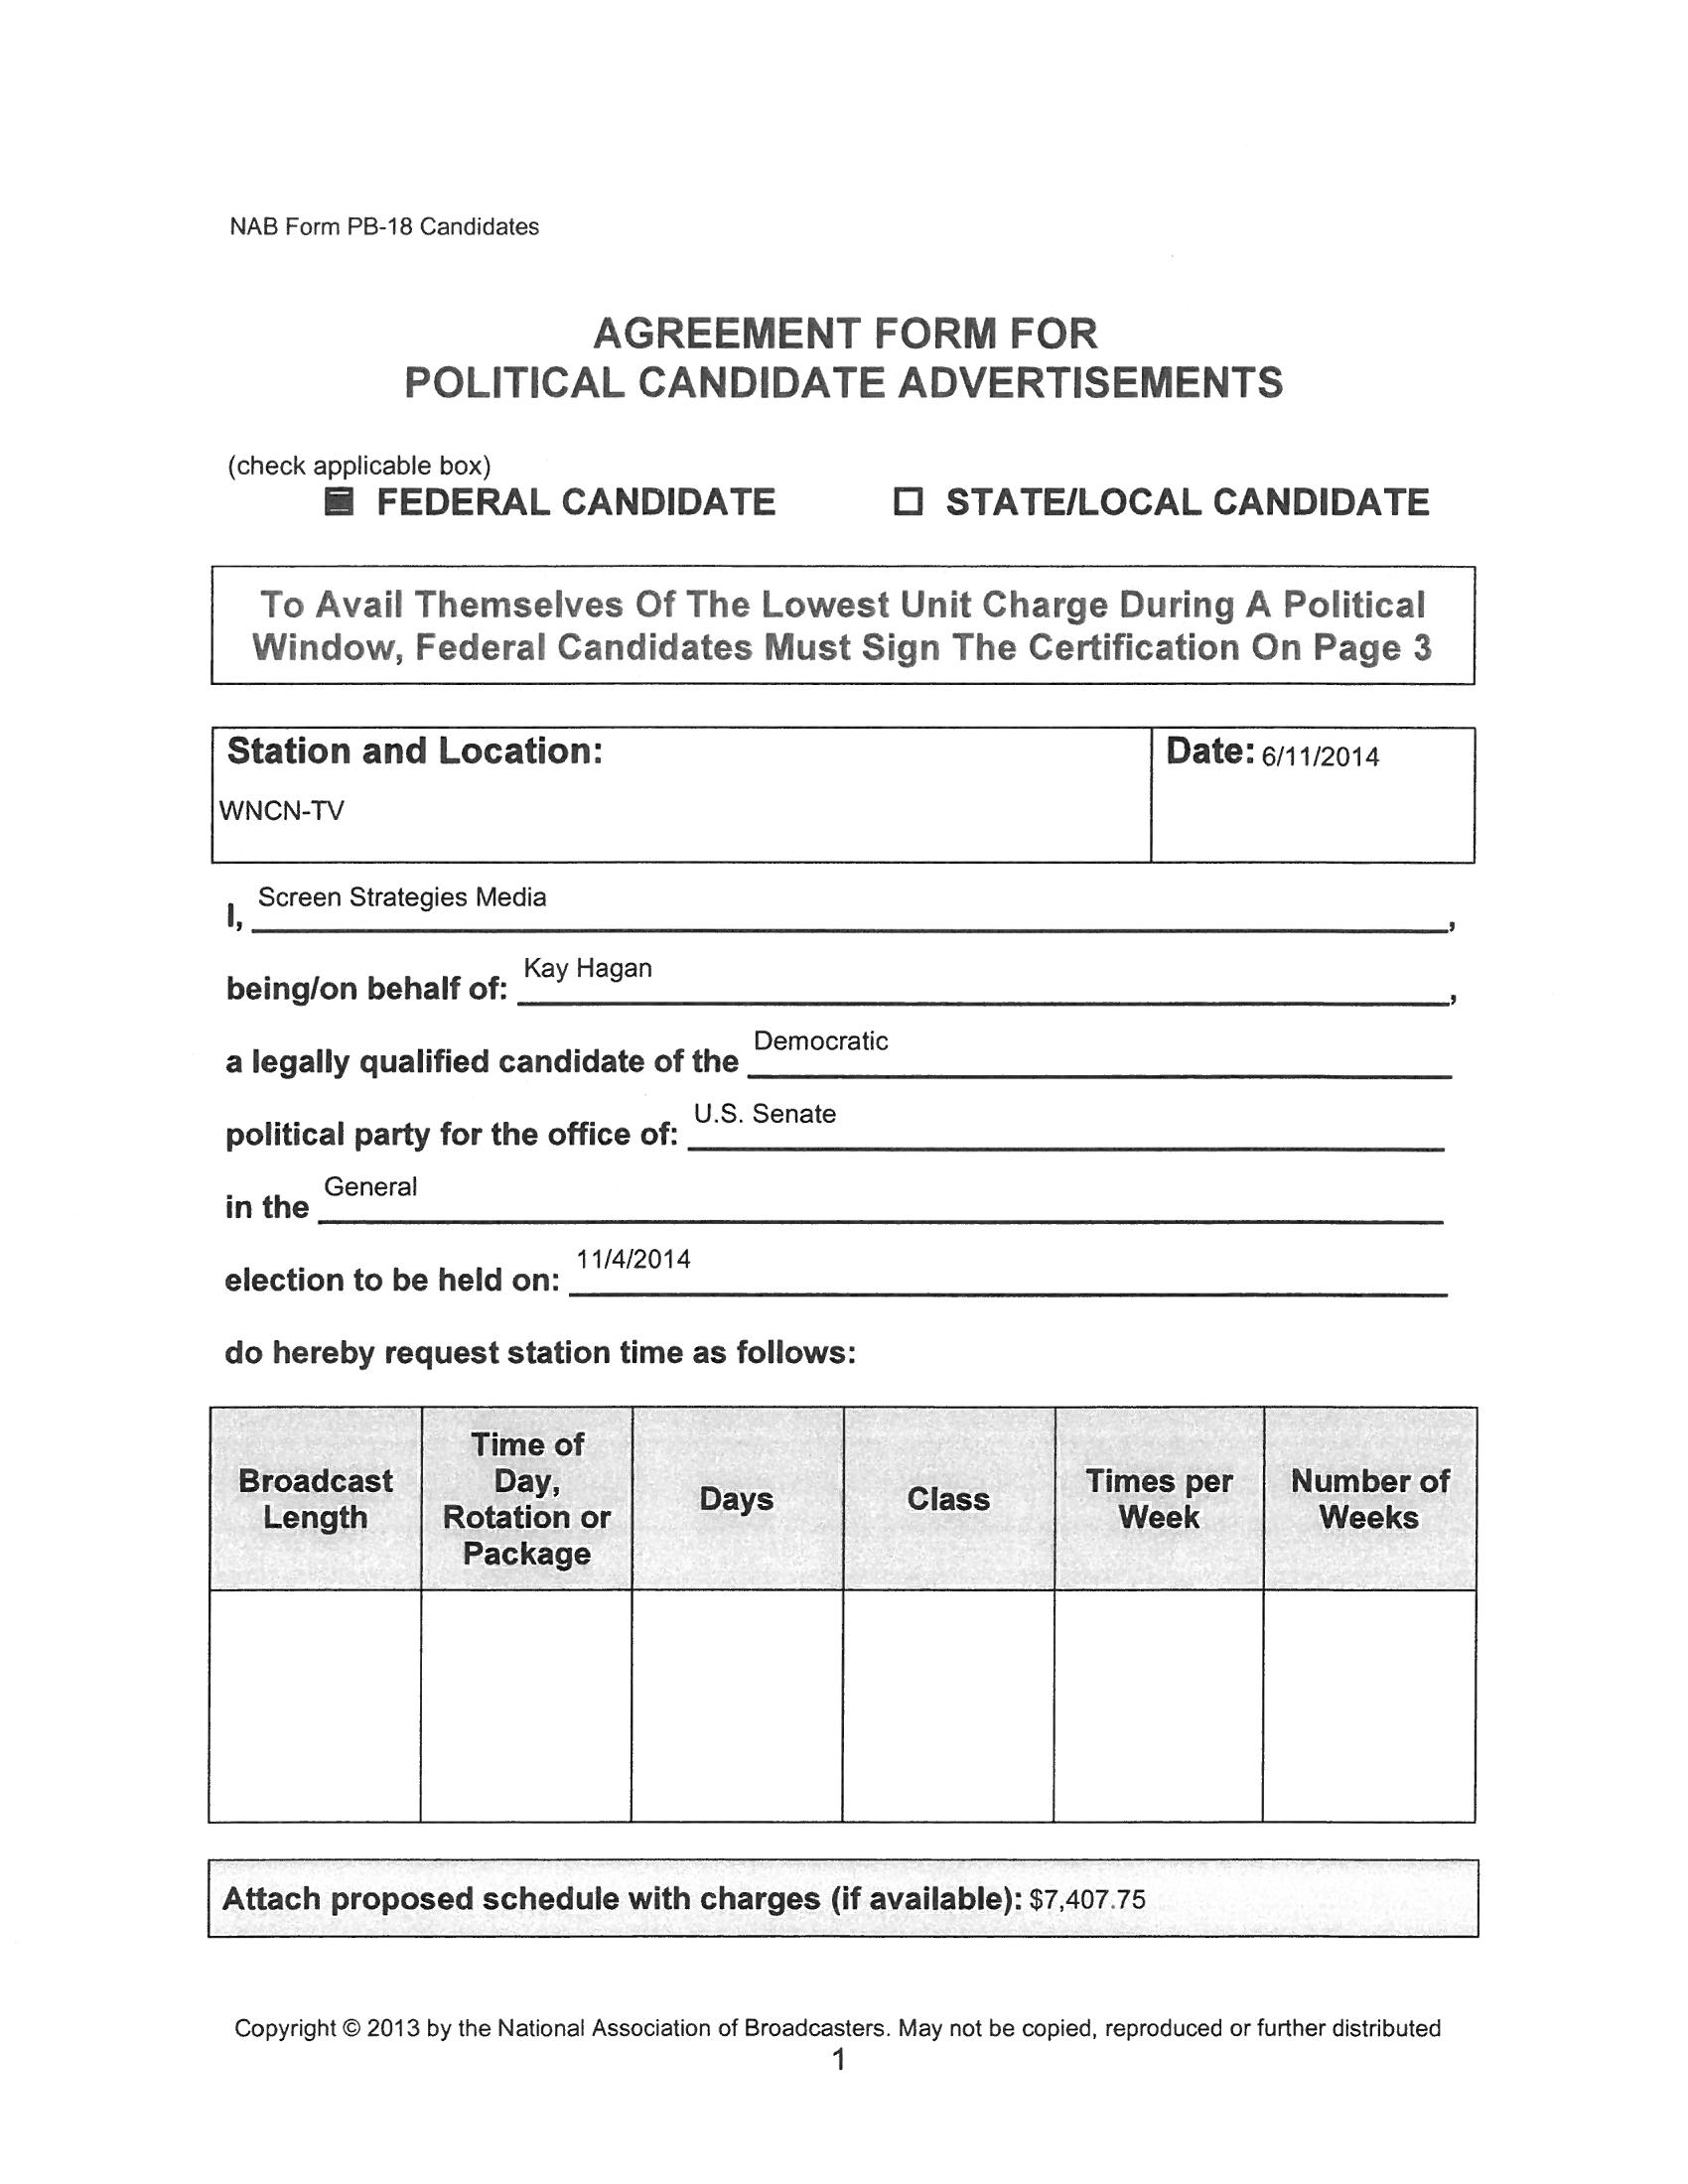 NAB Form PB-18 Candidates
AGREEMENT FORM FOR
POLITICAL CANDIDATE ADVERTISEMENTS
(check applicable box)
FEDERAL CANDIDATE STATE/LOCAL CANDIDATE
To Avail Themselves Of The Lowest Unit Charge During A Political
Window, Federal Candidates Must Sign The Certification On Page 3
Station and Location:
WNCN-TV
Date: 6/11/2014
I, Screen Strategies Media,
being/on behalf of: Kay Hagan,
a legally qualified candidate of the Democratic
political party for the office of: U.S. Senate
in the General
election to be held on: 11/4/2014
do hereby request station time as follows:
Broadcast
Length
Time of
Day,
Rotation or
Package
Days
Class
Times per
Week
Number of
Weeks
Attach proposed schedule with charges (if available): $7,407.75
Copyright © 2013 by the National Association of Broadcasters. May not be copied, reproduced or further distributed
1